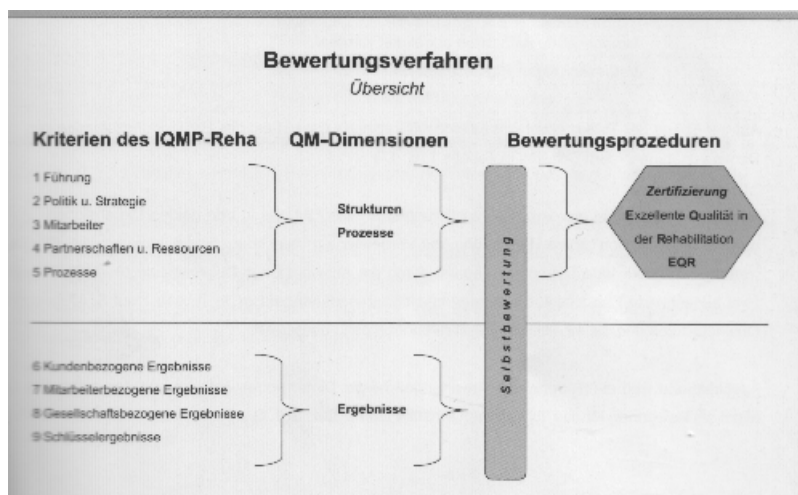 Bewertungsverfahren
Übersicht
Kriterien des IQMP-Reha
QM-Dimensionen
Bewertungsprozeduren
1 Führung
2 Politik u. Strategie
3 Mitarbeiter
4 Partnerschaften u. Ressourcen
5 Prozesse
Strukturen
Prozesse
Selbstbewertung
Zertifizierung
Exzellente Qualität in
der Rehabilitation
EQR
6 Kundenbezogene Ergebnisse
7 Mitarbeiterbezogene Ergebnisse
8 Gesellschaftsbezogene Ergebnisse
9 Schlüsselergebnisse
Ergebnisse